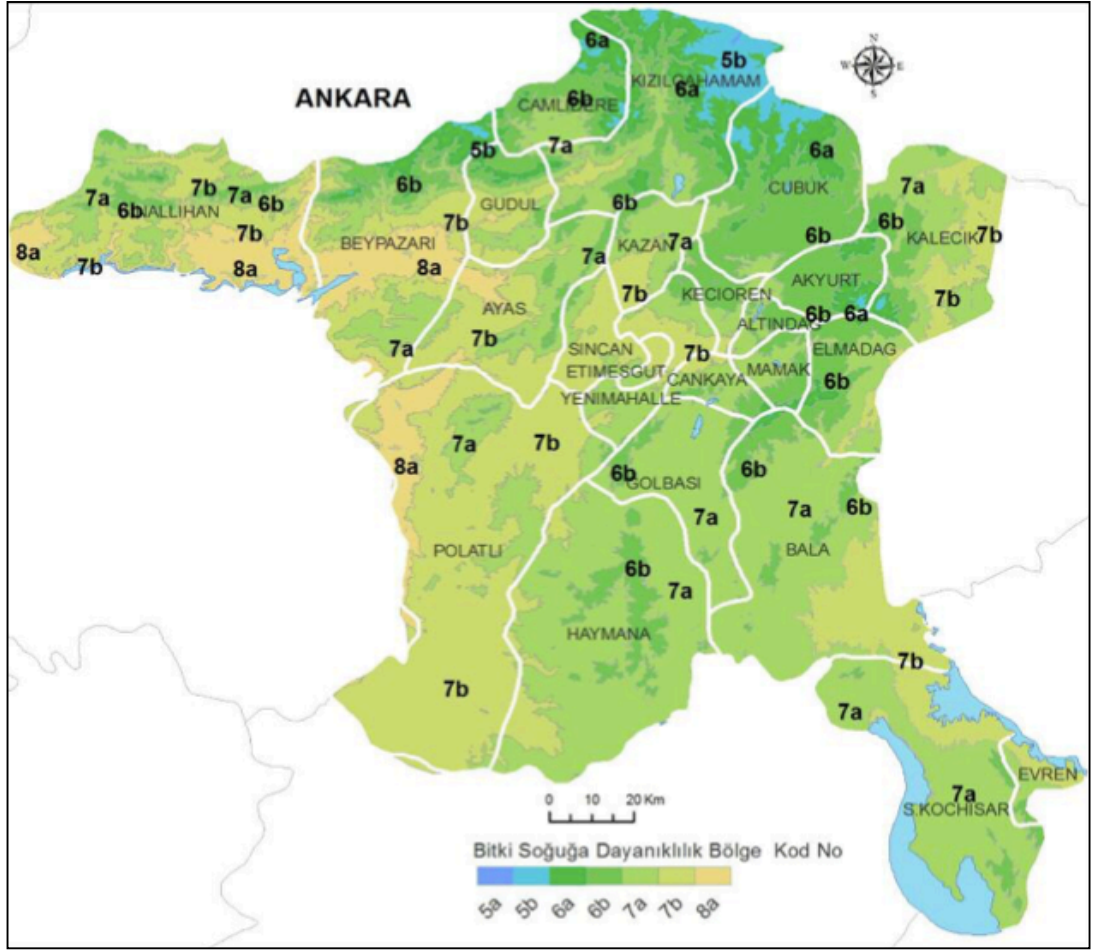 6a
N
W E
S
5b
KIZILCAHAMAM
6a
ANKARA
6b
CAMLIDERE
5b
7a
6a
6b
7b
7a
7a
6b
CUBUK
7a
6b
NALLIHAN
6b
GUDUL
6b
7b
6b
KALECIK
7b
7b
BEYPAZARI
KAZAN
7a
6b
8a
7b
8a
8a
7a
AKYURT
7b
KECIOREN
7b
AYAS
6b
6a
ALTINDAG
7b
7a
SINCAN
7b
ELMADAG
ETIMESGUT
CANKAYA
MAMAK
6b
YENIMAHALLE
7a
7b
8a
6b
GOLBASI
6b
7a
7a
6b
POLATLI
BALA
6b
7a
HAYMANA
7b
7b
7a
EVREN
7a
S.KOCHISAR
0 10 20 Km
Bitki Soğuğa Dayanıklılık Bölge Kod No
5a 5b 6a 6b 7a 7b 8a